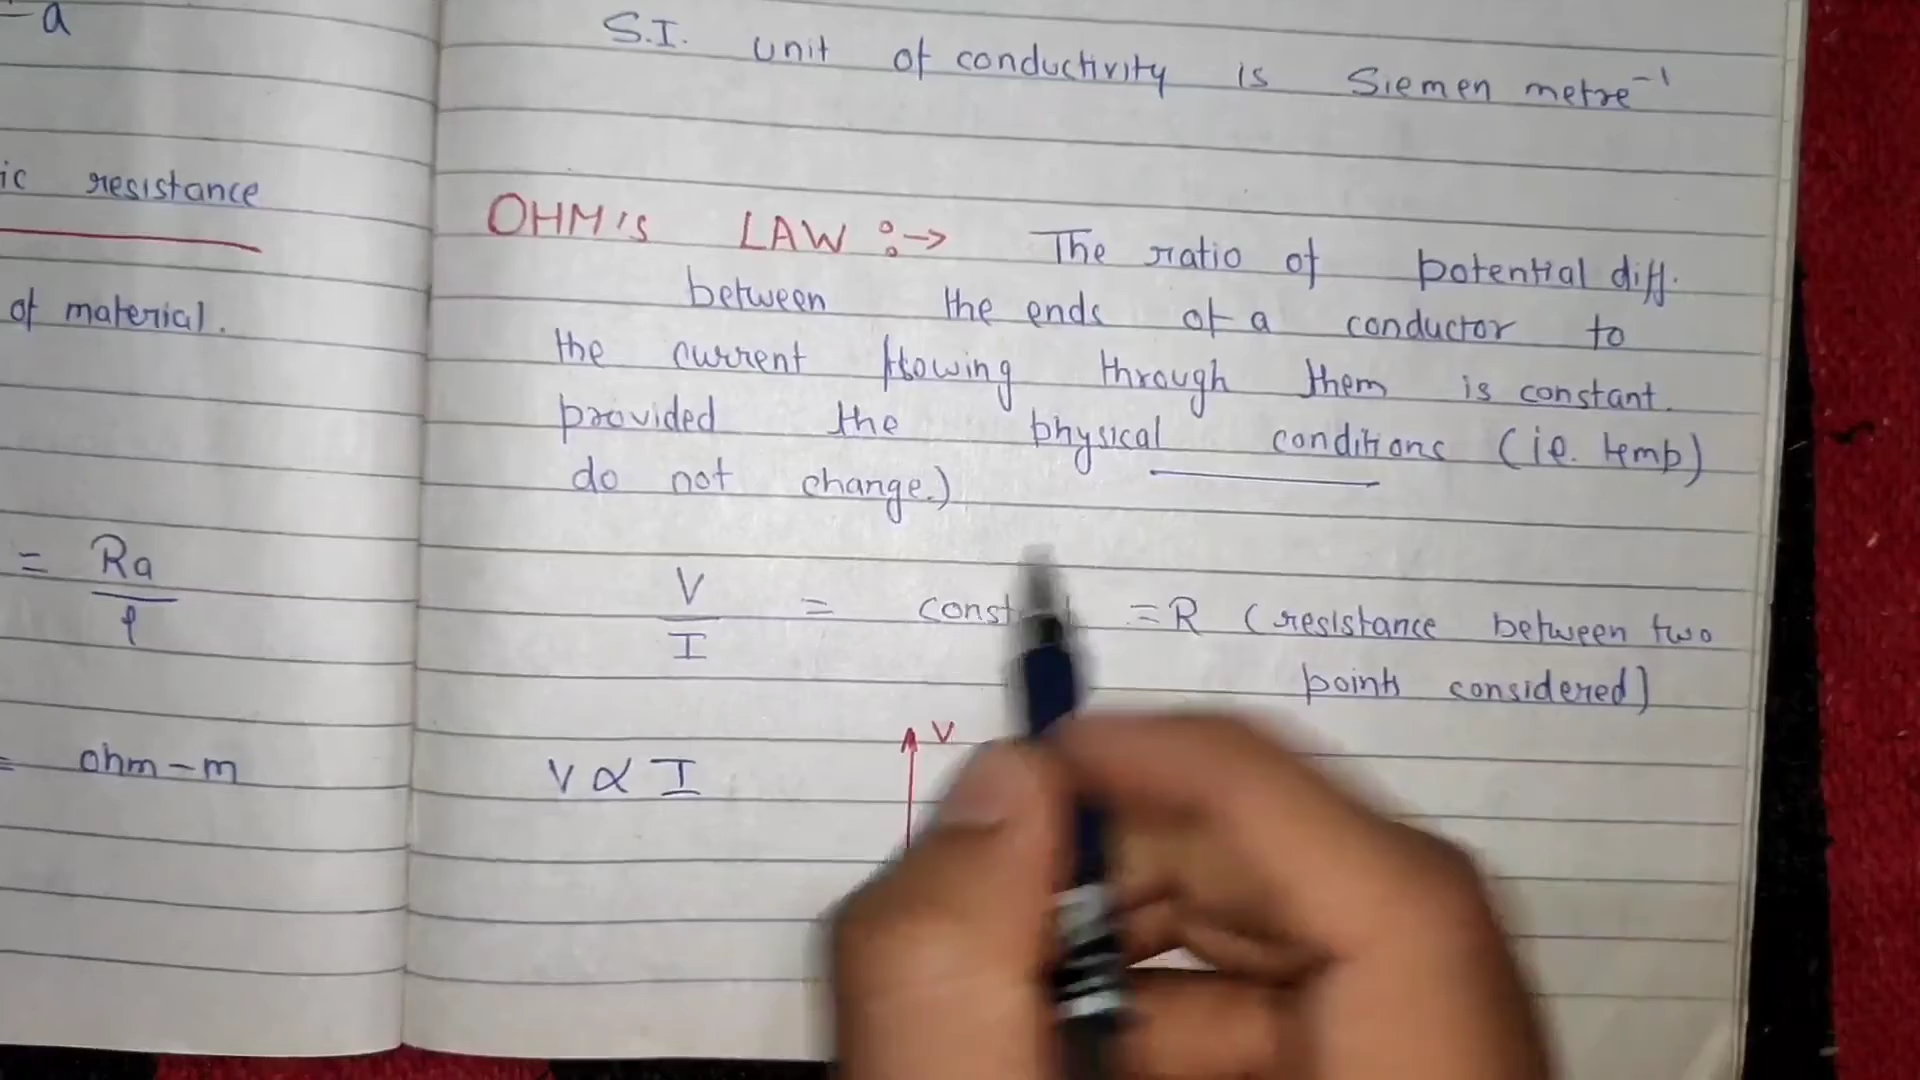 a
ic resistance
of material.
= Ra
l
= ohm-m
S.I. unit of conductivity is Siemen metre⁻¹
OHM's LAW :→ The ratio of potential diff.
between the ends of a conductor to
the current flowing through them is constant.
provided the physical conditions (ie. temp)
do not change.)
V
I
= = R (resistance between two
points considered)
V ∝ I
V